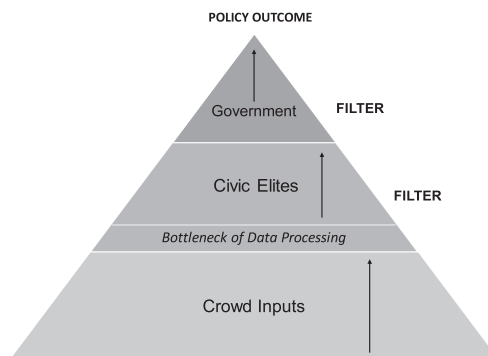 POLICY OUTCOME
Government
FILTER
Civic Elites
FILTER
Bottleneck of Data Processing
Crowd Inputs